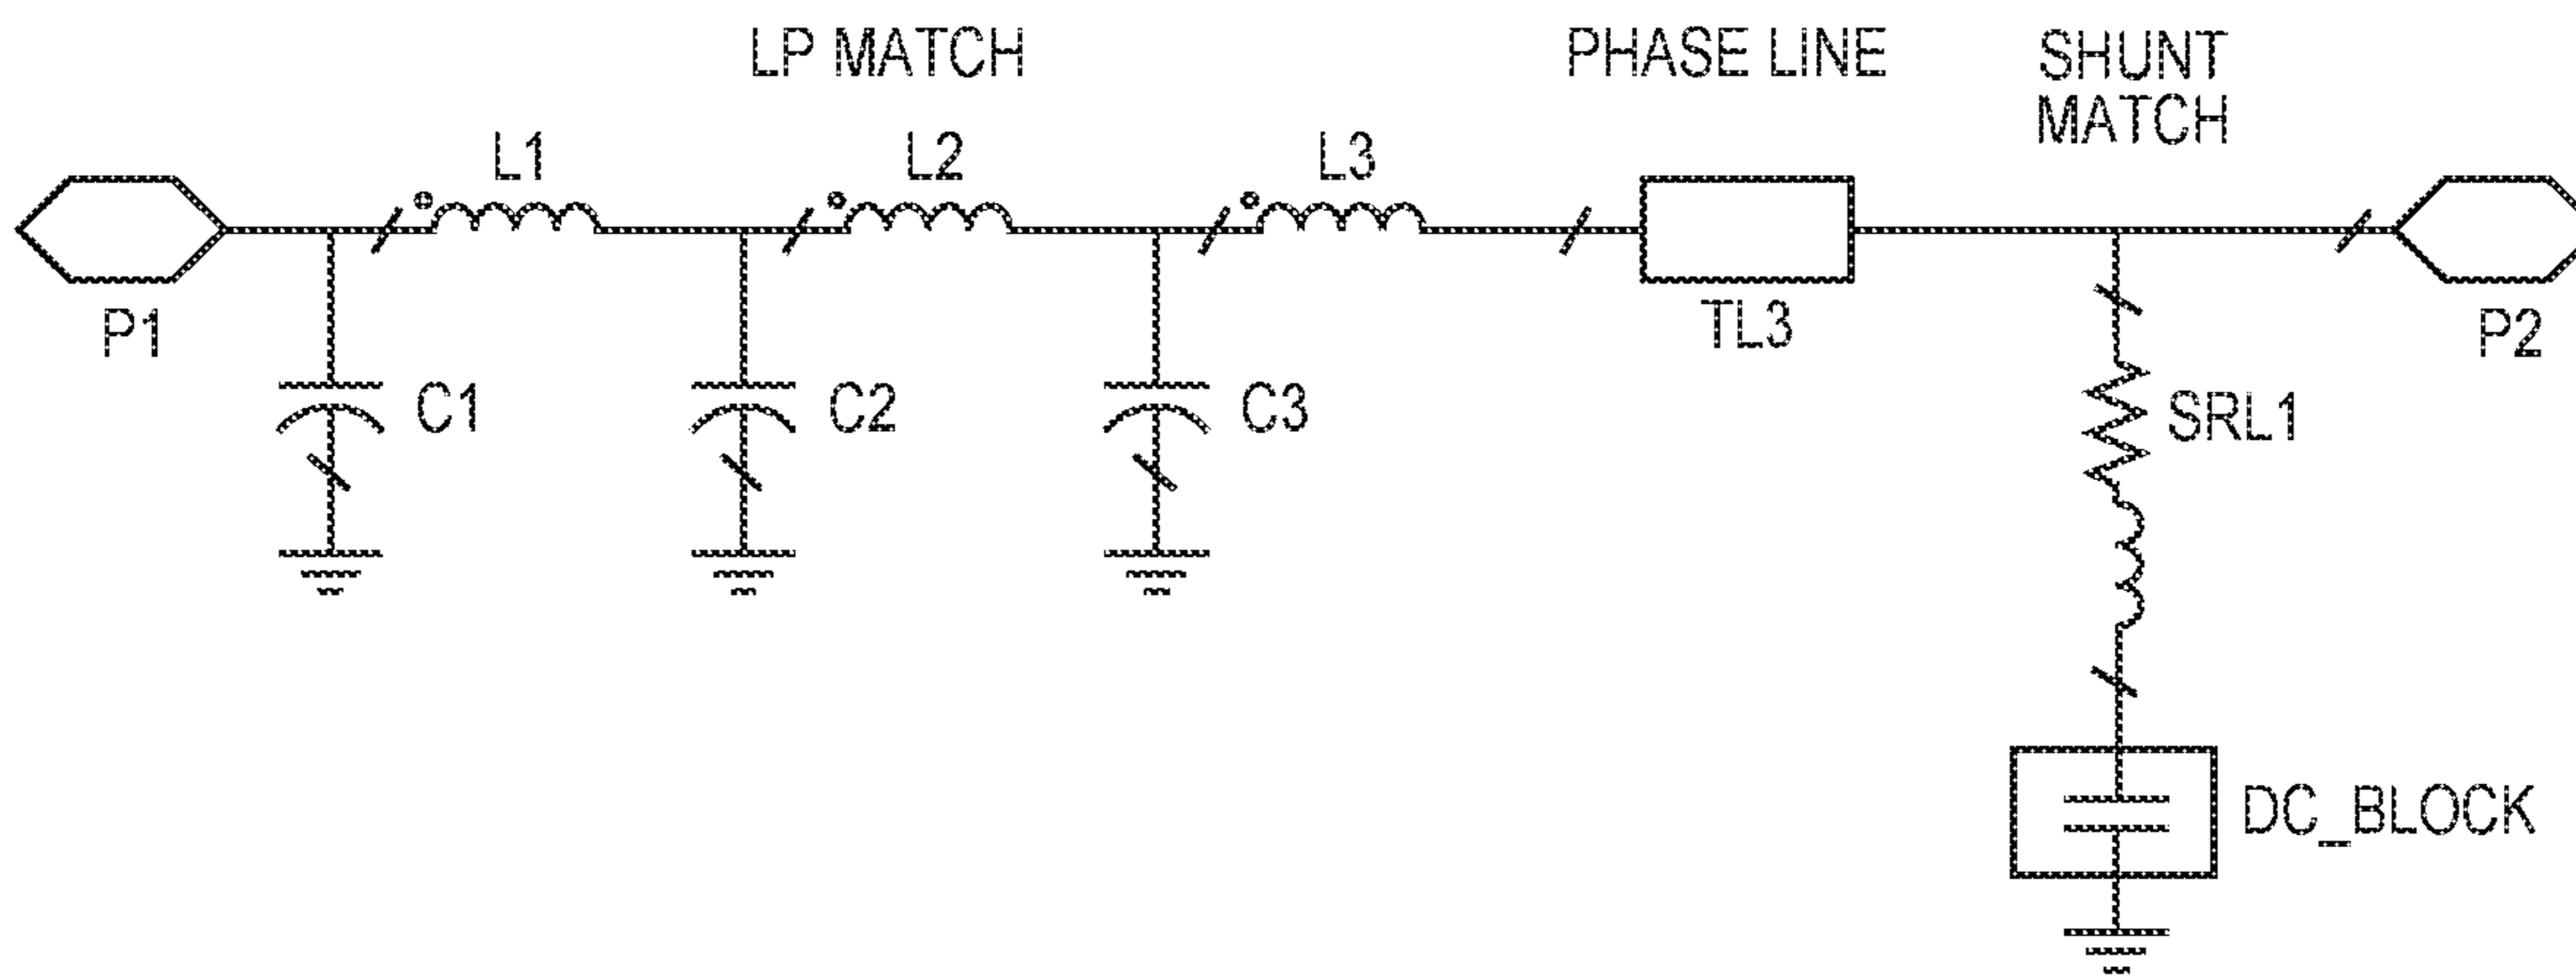 LP MATCH
PHASE LINE
SHUNT
MATCH
L1
L2
L3
P1
TL3
P2
C1
C2
C3
SRL1
DC_BLOCK